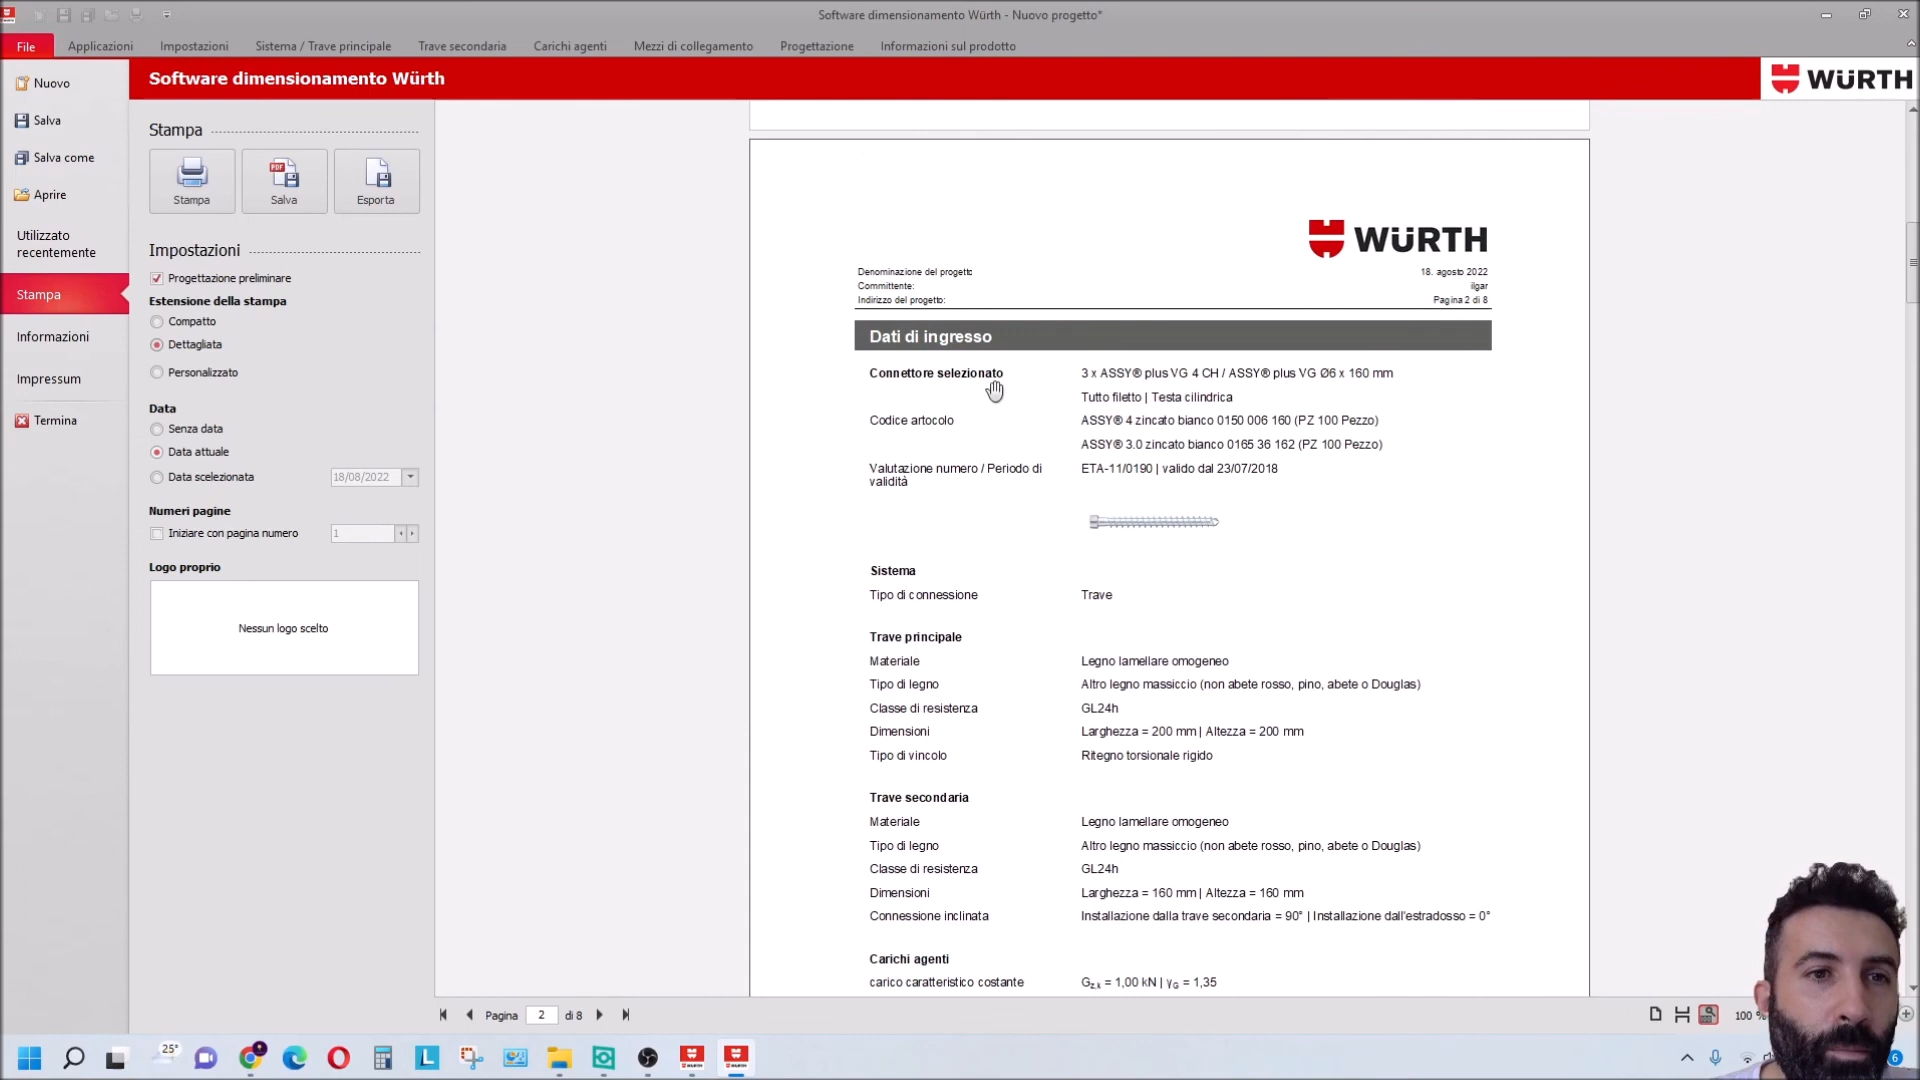 Software dimensionamento Würth - Nuovo progetto*
File Applicazioni Impostazioni Sistema / Trave principale Trave secondaria Carichi agenti Mezzi di collegamento Progettazione Informazioni sul prodotto
Software dimensionamento Würth
WÜRTH
Nuovo
Salva
Salva come
Aprire
Utilizzato
recentemente
Stampa
Informazioni
Impressum
Termina
Stampa
Stampa
PDF
Salva
Esporta
Impostazioni
Progettazione preliminare
Estensione della stampa
Compatto
Dettagliata
Personalizzato
Data
Senza data
Data attuale
Data scelezionata 18/08/2022
Numeri pagine
Iniziare con pagina numero 1
Logo proprio
Nessun logo scelto
WÜRTH
Denominazione del progetto 18. agosto 2022
Committente: ilgar
Indirizzo del progetto: Pagina 2 di 8
Dati di ingresso
Connettore selezionato 3 x ASSY® plus VG 4 CH / ASSY® plus VG Ø6 x 160 mm
Tutto filetto | Testa cilindrica
Codice artocolo ASSY® 4 zincato bianco 0150 006 160 (PZ 100 Pezzo)
ASSY® 3.0 zincato bianco 0165 36 162 (PZ 100 Pezzo)
Valutazione numero / Periodo di ETA-11/0190 | valido dal 23/07/2018
validità
Sistema
Tipo di connessione Trave
Trave principale
Materiale Legno lamellare omogeneo
Tipo di legno Altro legno massiccio (non abete rosso, pino, abete o Douglas)
Classe di resistenza GL24h
Dimensioni Larghezza = 200 mm | Altezza = 200 mm
Tipo di vincolo Ritegno torsionale rigido
Trave secondaria
Materiale Legno lamellare omogeneo
Tipo di legno Altro legno massiccio (non abete rosso, pino, abete o Douglas)
Classe di resistenza GL24h
Dimensioni Larghezza = 160 mm | Altezza = 160 mm
Connessione inclinata Installazione dalla trave secondaria = 90° | Installazione dall'estradosso = 0°
Carichi agenti
carico caratteristico costante Gz,k = 1,00 kN | γG = 1,35
Pagina 2 di 8
100 %
25°
L
6